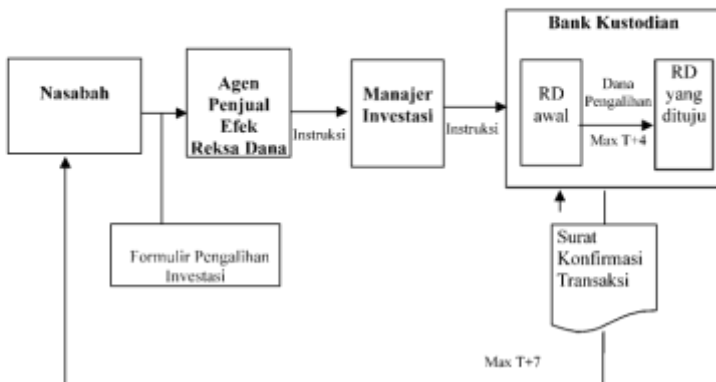 Bank Kustodian
Nasabah
Agen
Penjual
Efek
Reksa Dana
Instruksi
Manajer
Investasi
Instruksi
RD
awal
Dana
Pengalihan
Max T+4
RD
yang
dituju
Formulir Pengalihan
Investasi
Surat
Konfirmasi
Transaksi
Max T+7